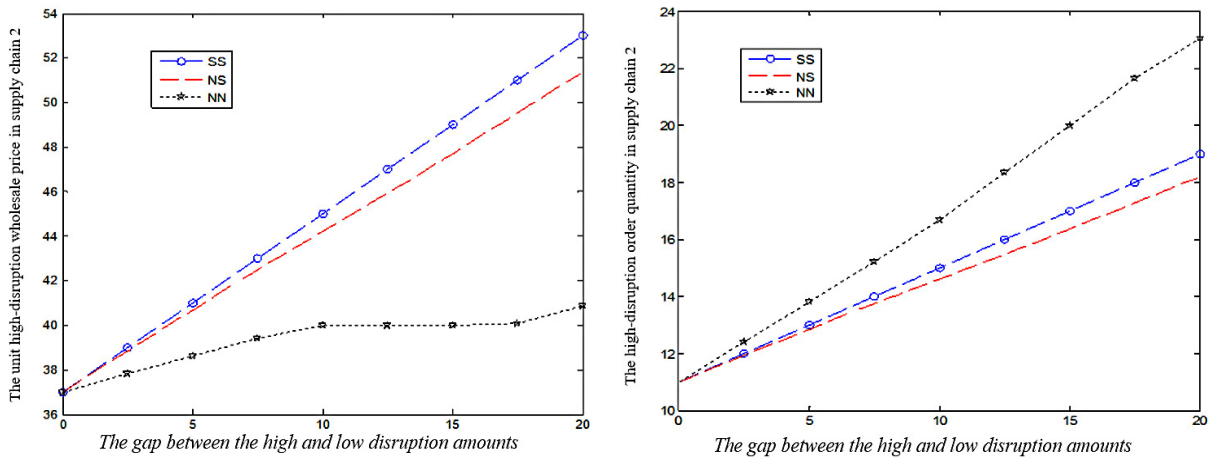 The unit high-disruption wholesale price in supply chain 2
54
52
50
48
46
44
42
40
38
36
SS
NS
NN
0
5
10
15
20
The gap between the high and low disruption amounts
The high-disruption order quantity in supply chain 2
24
22
20
18
16
14
12
10
SS
NS
NN
0
5
10
15
20
The gap between the high and low disruption amounts